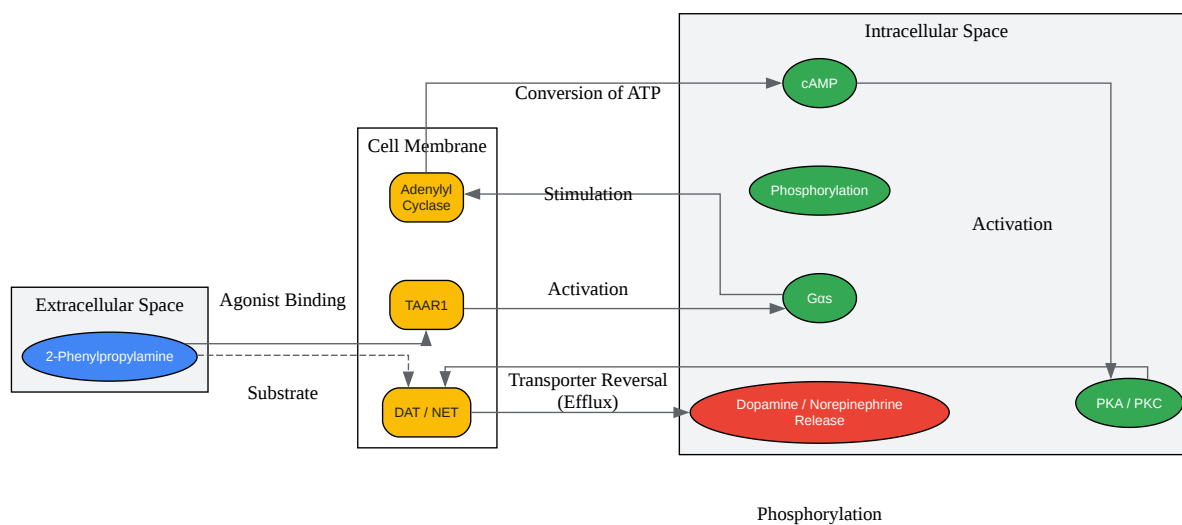 Intracellular Space
cAMP
Conversion of ATP
Cell Membrane
Adenylyl
Cyclase
Stimulation
Phosphorylation
Activation
Extracellular Space
Agonist Binding
TAAR1
Activation
Gαs
2-Phenylpropylamine
Substrate
DAT / NET
Transporter Reversal
(Efflux)
Dopamine / Norepinephrine
Release
PKA / PKC
Phosphorylation